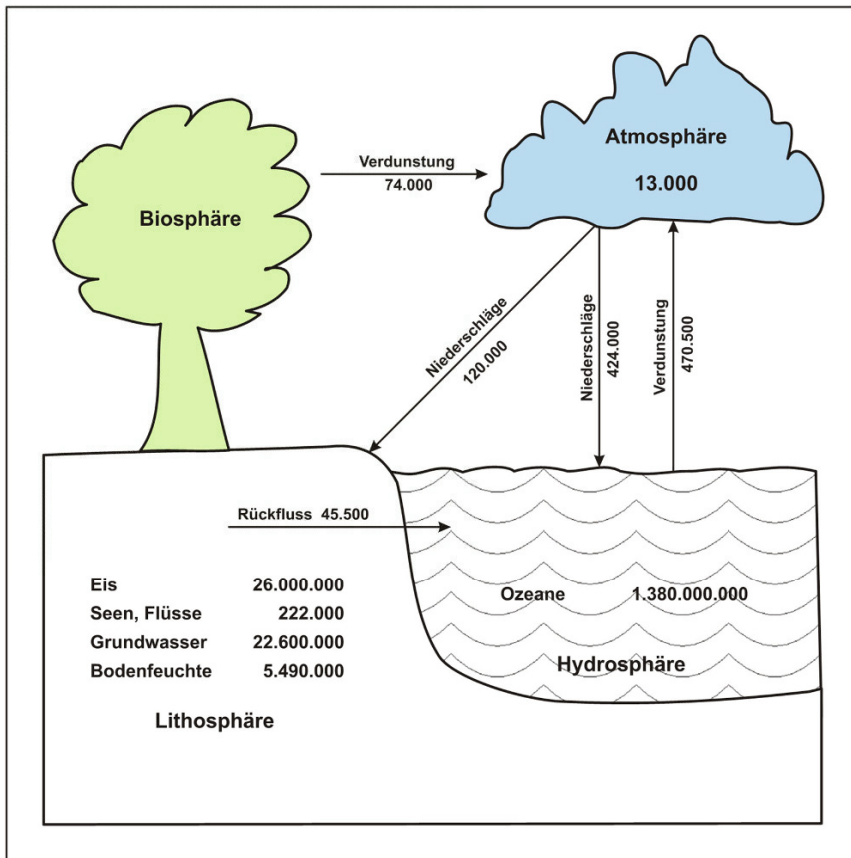 Biosphäre
Verdunstung
74.000
Atmosphäre
13.000
Niederschläge
120.000
Niederschläge
424.000
Verdunstung
470.500
Rückfluss 45.500
Eis 26.000.000
Seen, Flüsse 222.000
Grundwasser 22.600.000
Bodenfeuchte 5.490.000
Lithosphäre
Ozeane 1.380.000.000
Hydrosphäre